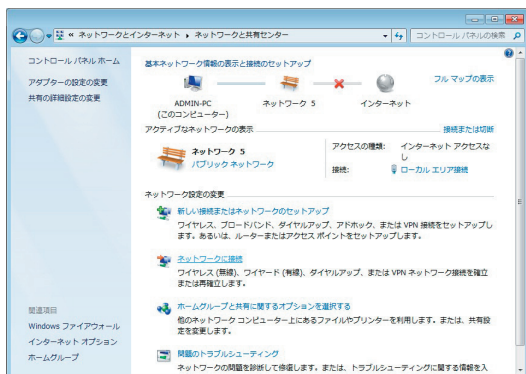 « ネットワークとインターネット ▸ ネットワークと共有センター
コントロール パネルの検索
コントロール パネル ホーム
アダプターの設定の変更
共有の詳細設定の変更
基本ネットワーク情報の表示と接続のセットアップ
フル マップの表示
ADMIN-PC
(このコンピューター)
ネットワーク 5
インターネット
アクティブなネットワークの表示
接続または切断
ネットワーク 5
パブリック ネットワーク
アクセスの種類: インターネット アクセスな
し
接続: ローカル エリア接続
ネットワーク設定の変更
新しい接続またはネットワークのセットアップ
ワイヤレス、ブロードバンド、ダイヤルアップ、アドホック、または VPN 接続をセットアップし
ます。あるいは、ルーターまたはアクセス ポイントをセットアップします。
ネットワークに接続
ワイヤレス (無線)、ワイヤード (有線)、ダイヤルアップ、または VPN ネットワーク接続を確立
または再確立します。
ホームグループと共有に関するオプションを選択する
他のネットワーク コンピューター上にあるファイルやプリンターを利用します。または、共有設
定を変更します。
問題のトラブルシューティング
ネットワークの問題を診断して修復します。または、トラブルシューティングに関する情報を入
関連項目
Windows ファイアウォール
インターネット オプション
ホームグループ